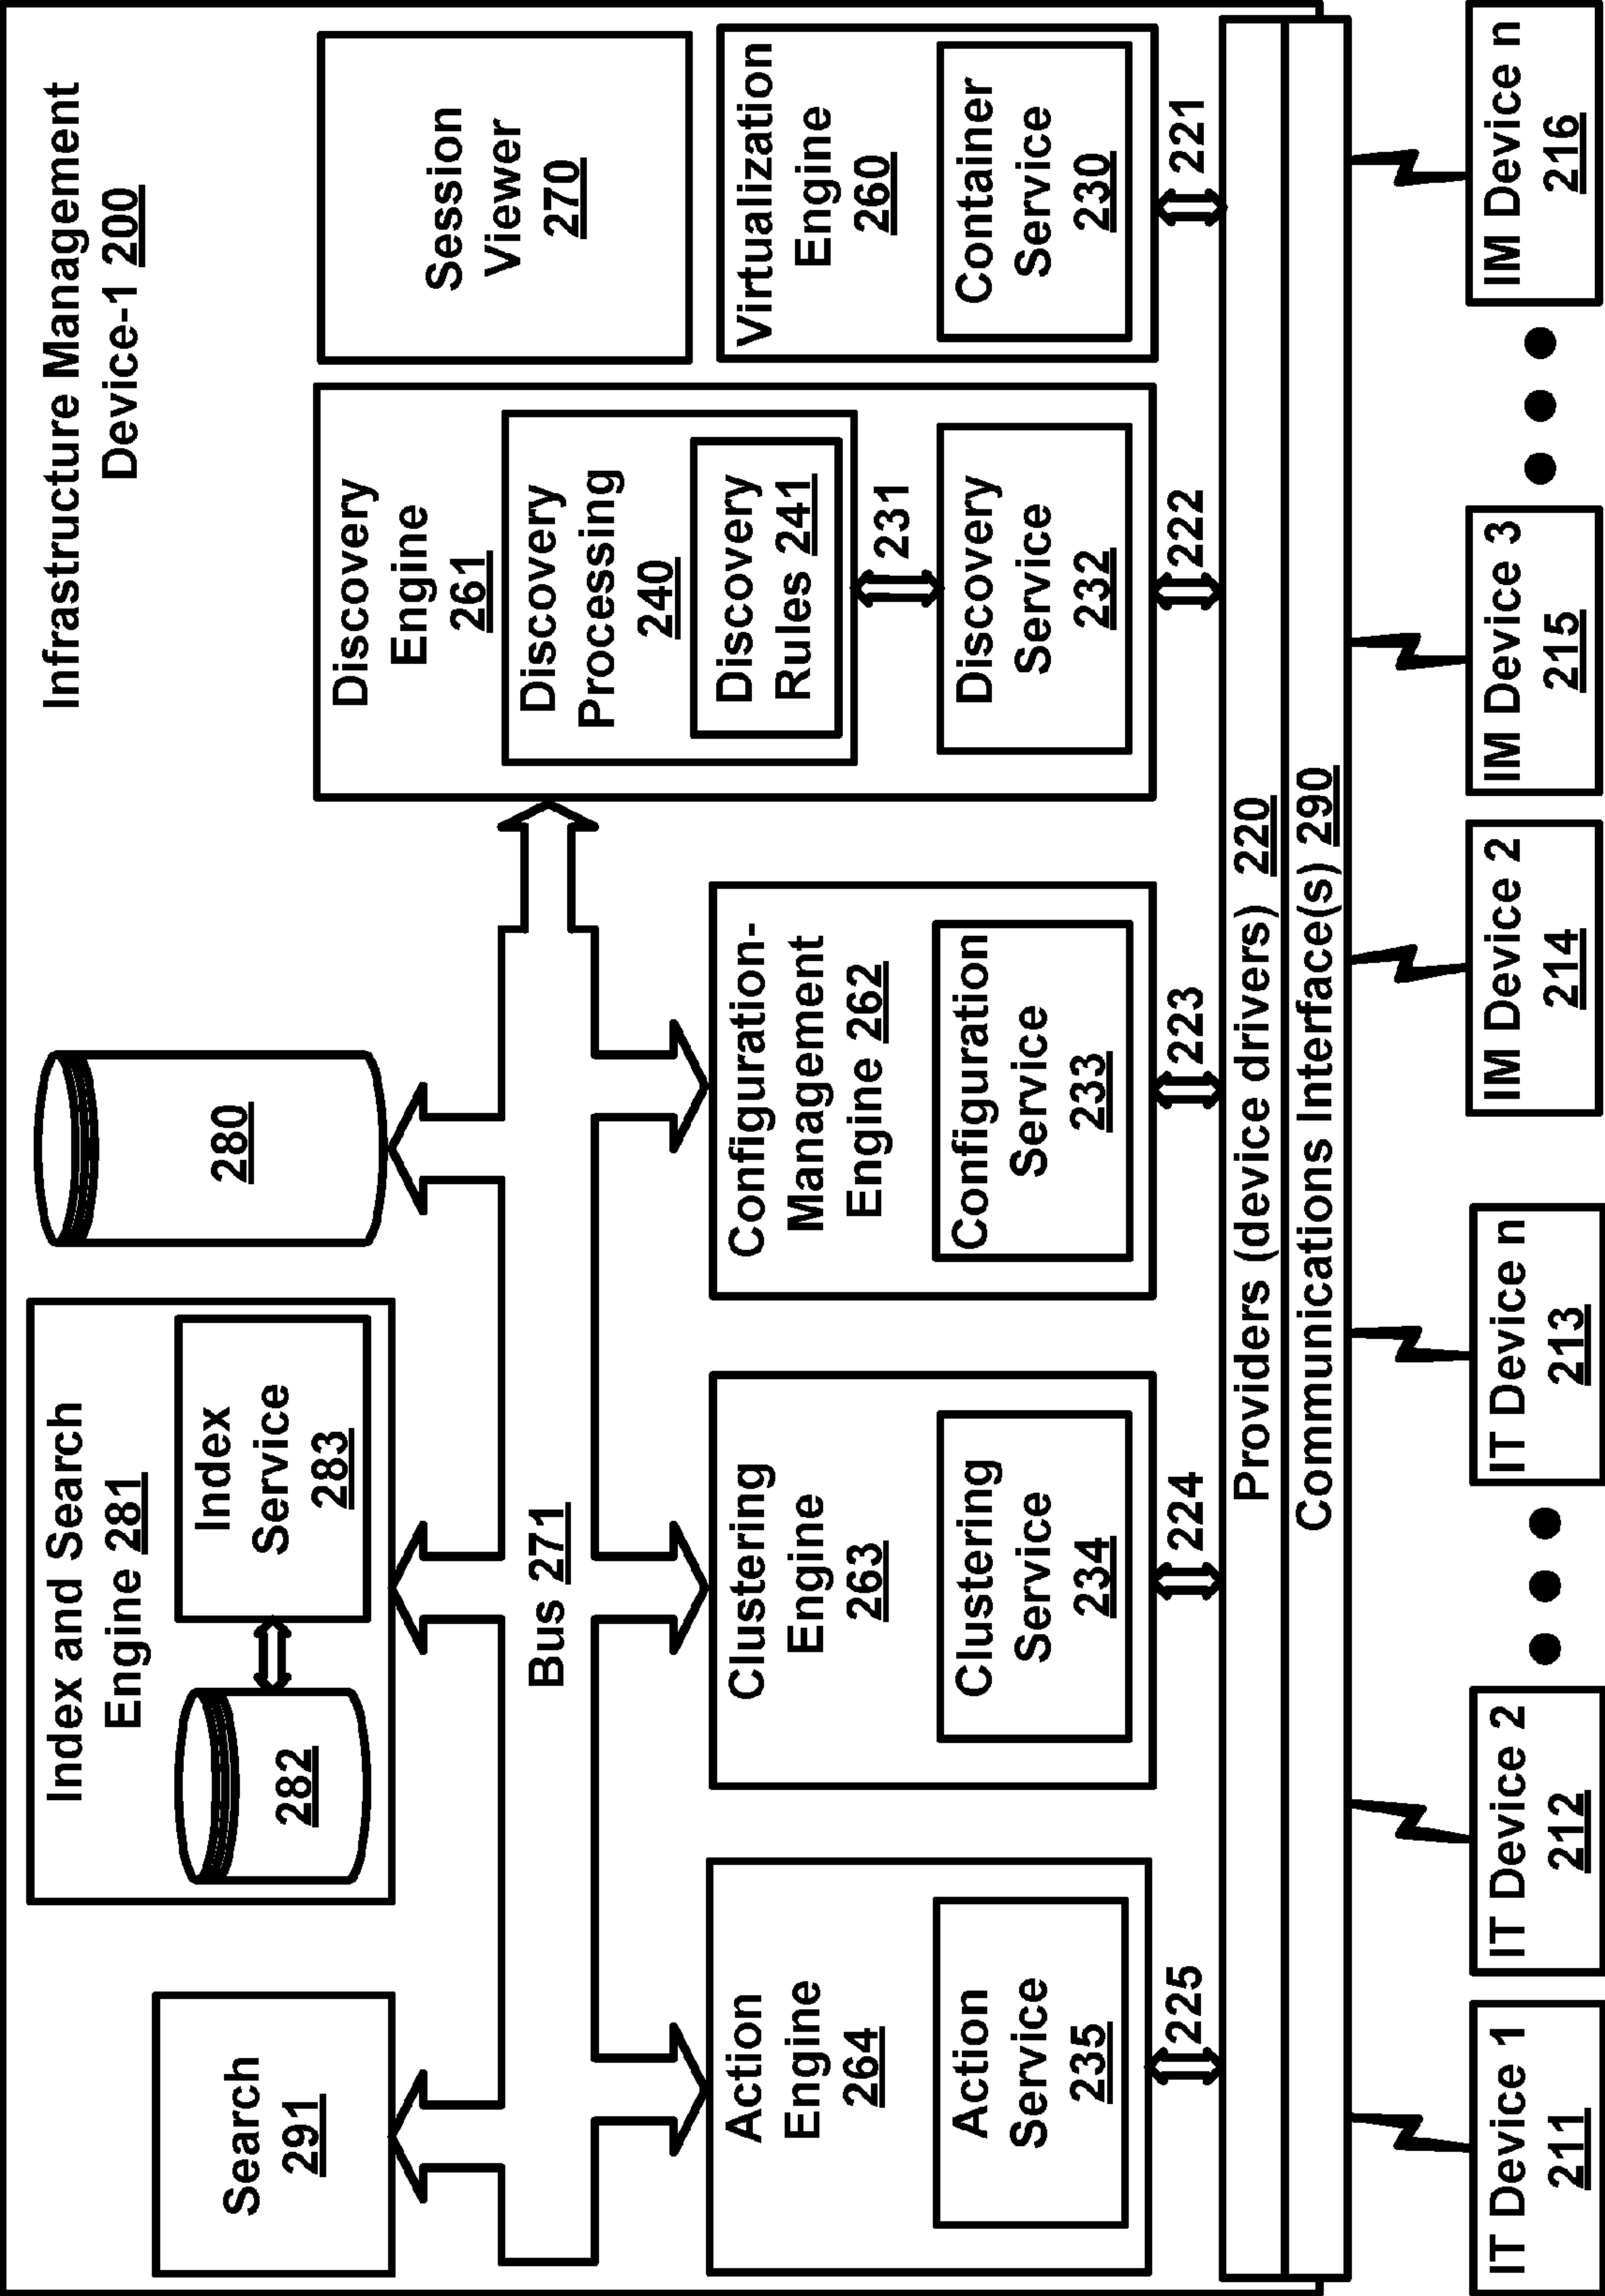 Infrastructure Management
Device-1 200
Search
291
Index and Search
Engine 281
282
Index
Service
283
280
Bus 271
Session
Viewer
270
Action
Engine
264
Action
Service
235
Clustering
Engine
263
Clustering
Service
234
Configuration-
Management
Engine 262
Configuration
Service
233
Discovery
Engine
261
Discovery
Processing
240
Discovery
Rules 241
231
Discovery
Service
232
Virtualization
Engine
260
Container
Service
230
225
224
223
222
221
Providers (device drivers) 220
Communications Interface(s) 290
IT Device 1
211
IT Device 2
212
IT Device n
213
IM Device 2
214
IM Device 3
215
IM Device n
216